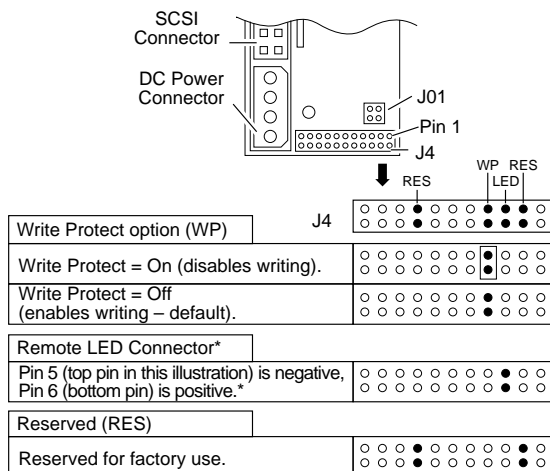 SCSI
Connector
DC Power
Connector
J01
Pin 1
J4
WP RES
RES LED
J4
Write Protect option (WP)
Write Protect = On (disables writing).
Write Protect = Off
(enables writing – default).
Remote LED Connector*
Pin 5 (top pin in this illustration) is negative,
Pin 6 (bottom pin) is positive.*
Reserved (RES)
Reserved for factory use.